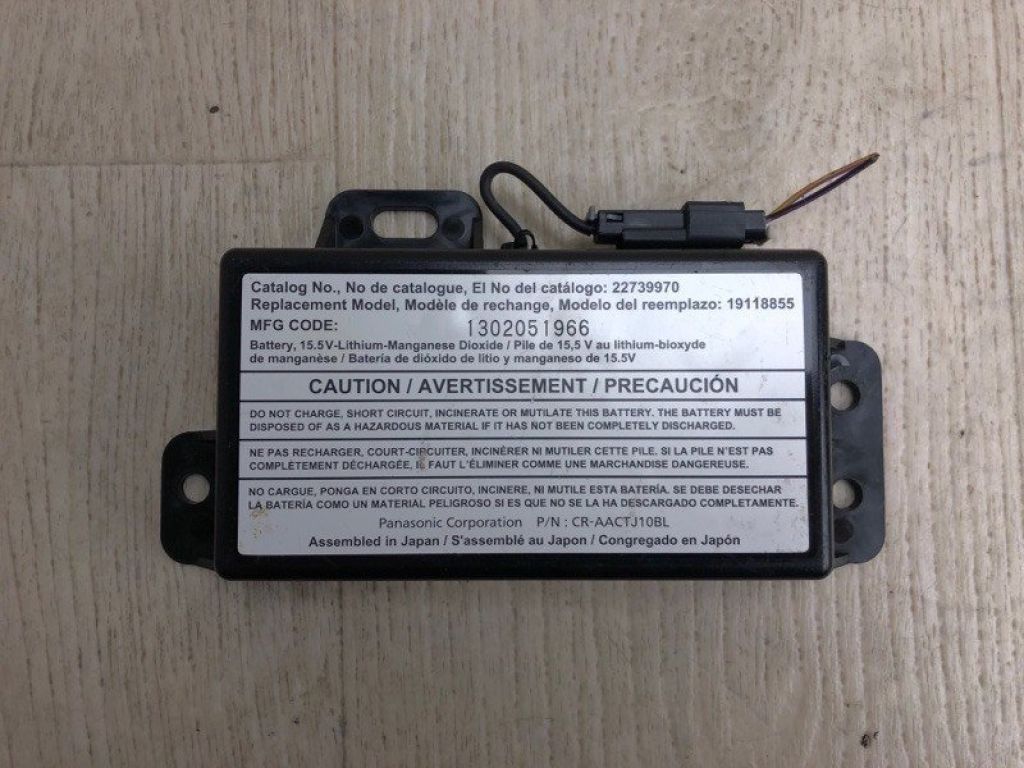 Catalog No., No de catalogue, El No del catálogo: 22739970
Replacement Model, Modèle de rechange, Modelo del reemplazo: 19118855
MFG CODE: 1302051966
Battery, 15.5V-Lithium-Manganese Dioxide / Pile de 15,5 V au lithium-bioxyde
de manganèse / Batería de dióxido de litio y manganeso de 15.5V
CAUTION / AVERTISSEMENT / PRECAUCIÓN
DO NOT CHARGE, SHORT CIRCUIT, INCINERATE OR MUTILATE THIS BATTERY. THE BATTERY MUST BE
DISPOSED OF AS A HAZARDOUS MATERIAL IF IT HAS NOT BEEN COMPLETELY DISCHARGED.
NE PAS RECHARGER, COURT-CIRCUITER, INCINÉRER NI MUTILER CETTE PILE. SI LA PILE N'EST PAS
COMPLÈTEMENT DÉCHARGÉE, IL FAUT L'ÉLIMINER COMME UNE MARCHANDISE DANGEREUSE.
NO CARGUE, PONGA EN CORTO CIRCUITO, INCINERE, NI MUTILE ESTA BATERÍA. SE DEBE DESECHAR
LA BATERÍA COMO UN MATERIAL PELIGROSO SI ES QUE NO SE LA HA DESCARGADO COMPLETAMENTE.
Panasonic Corporation P/N : CR-AACTJ10BL
Assembled in Japan / S'assemblé au Japon / Congregado en Japón